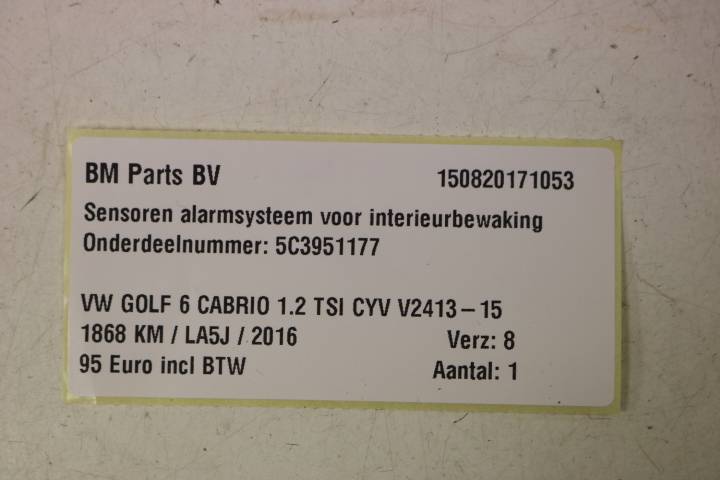 BM Parts BV 150820171053
Sensoren alarmsysteem voor interieurbewaking
Onderdeelnummer: 5C3951177
VW GOLF 6 CABRIO 1.2 TSI CYV V2413-15
1868 KM / LA5J / 2016 Verz: 8
95 Euro incl BTW Aantal: 1